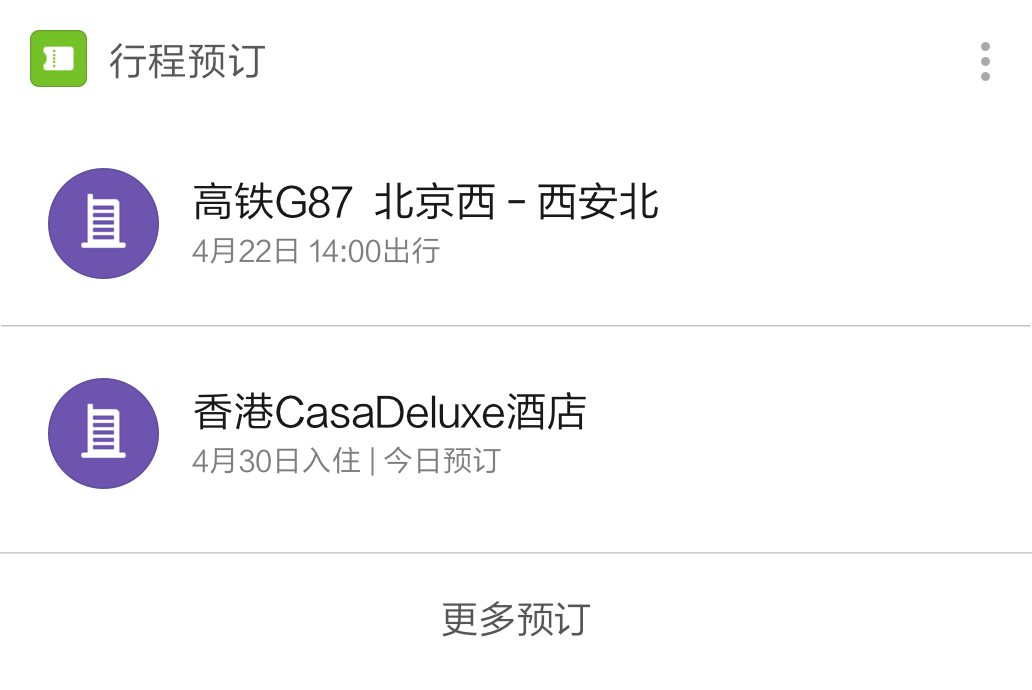 行程预订
高铁G87 北京西 - 西安北
4月22日 14:00出行
香港CasaDeluxe酒店
4月30日入住 | 今日预订
更多预订